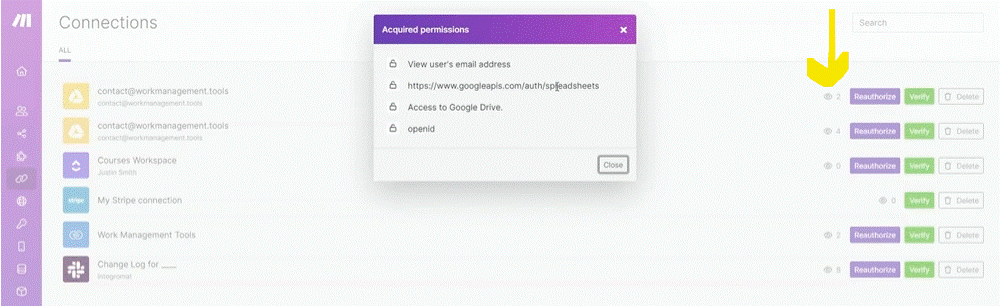 Connections
Search
ALL
Acquired permissions
View user's email address
https://www.googleapis.com/auth/spreadsheets
Access to Google Drive.
openid
Close
contact@workmanagement.tools
contact@workmanagement.tools
2 Reauthorize Verify Delete
contact@workmanagement.tools
contact@workmanagement.tools
4 Reauthorize Verify Delete
Courses Workspace
Justin Smith
0 Reauthorize Verify Delete
stripe My Stripe connection 0 Verify Delete
Work Management Tools 2 Reauthorize Verify Delete
Change Log for ____
integromat
8 Reauthorize Verify Delete